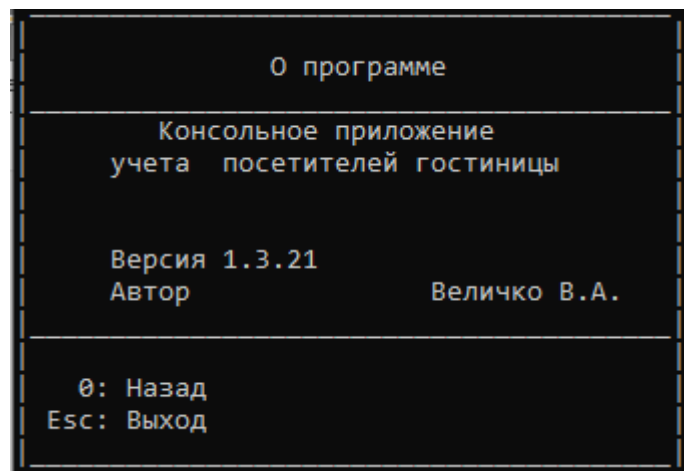 О программе
Консольное приложение
учета посетителей гостиницы
Версия 1.3.21
Автор Величко В.А.
0: Назад
Esc: Выход